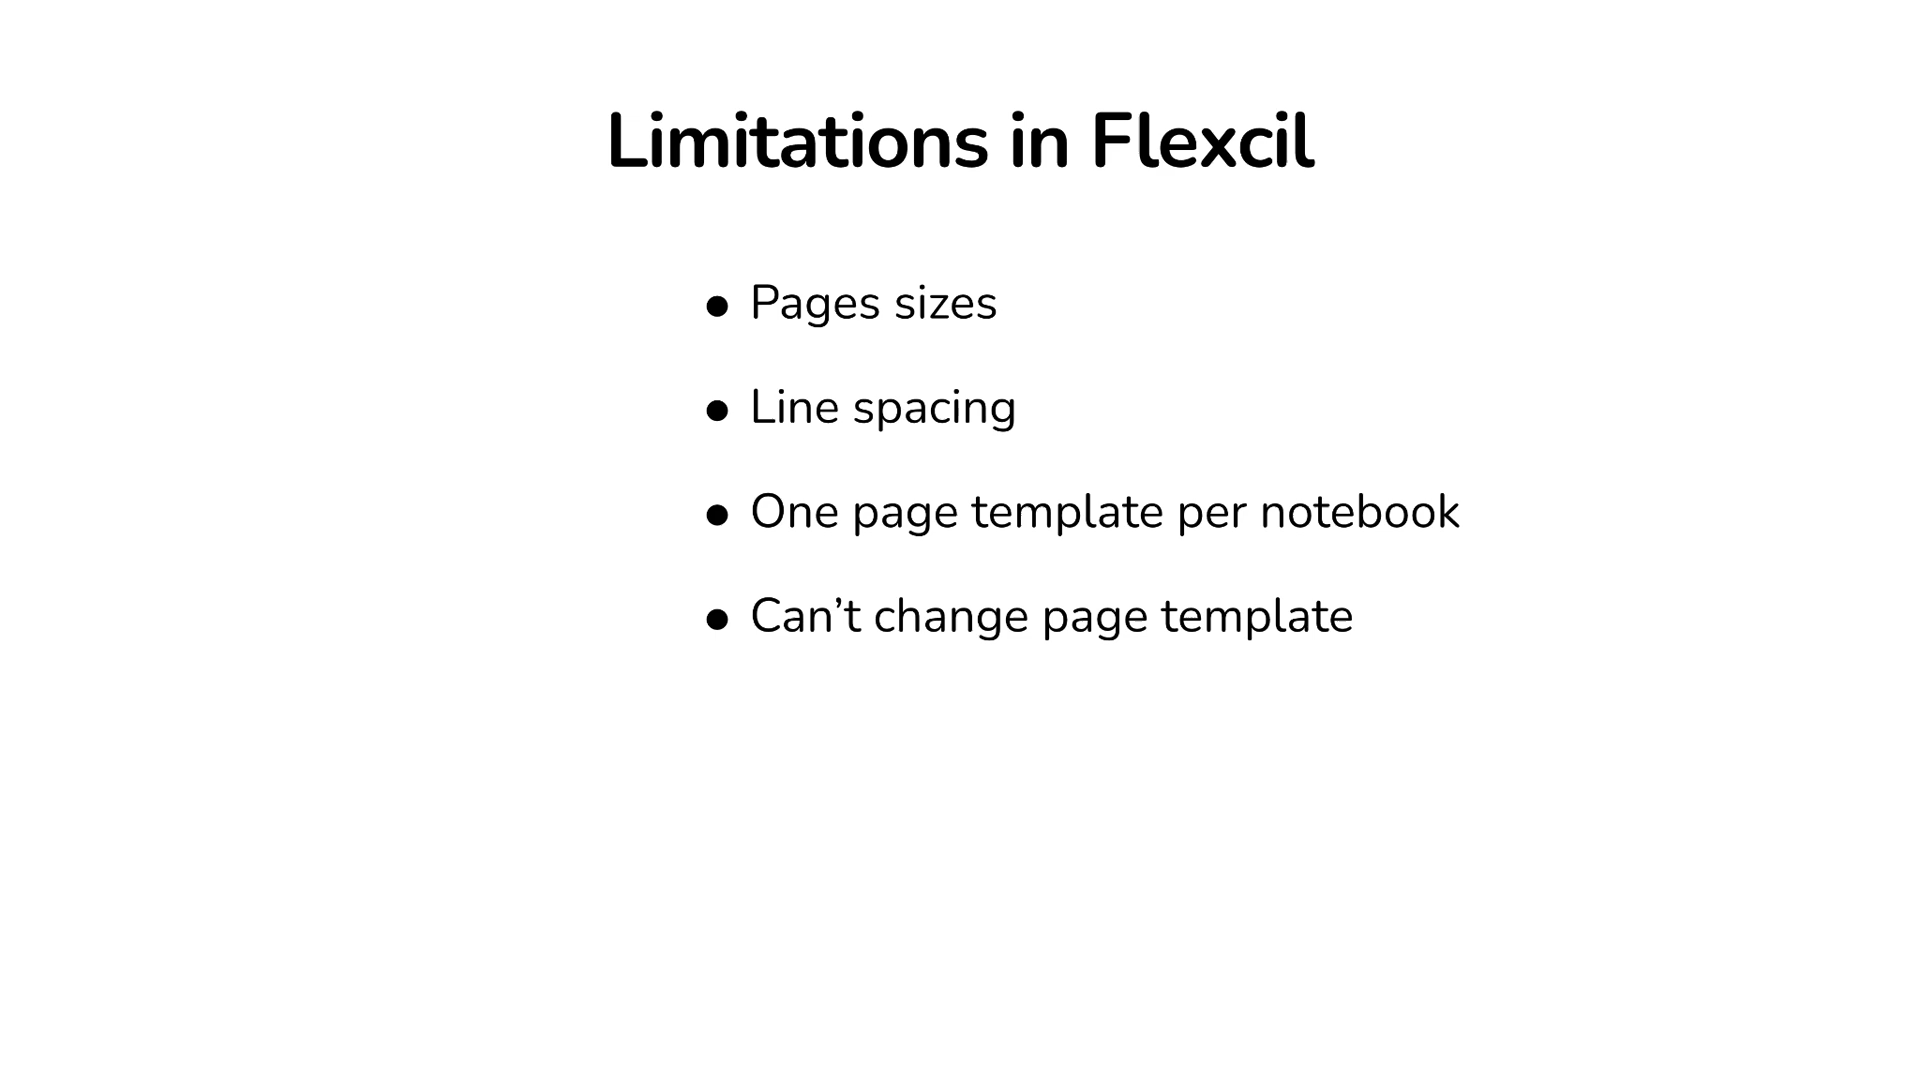 Limitations in Flexcil
• Pages sizes
• Line spacing
• One page template per notebook
• Can’t change page template